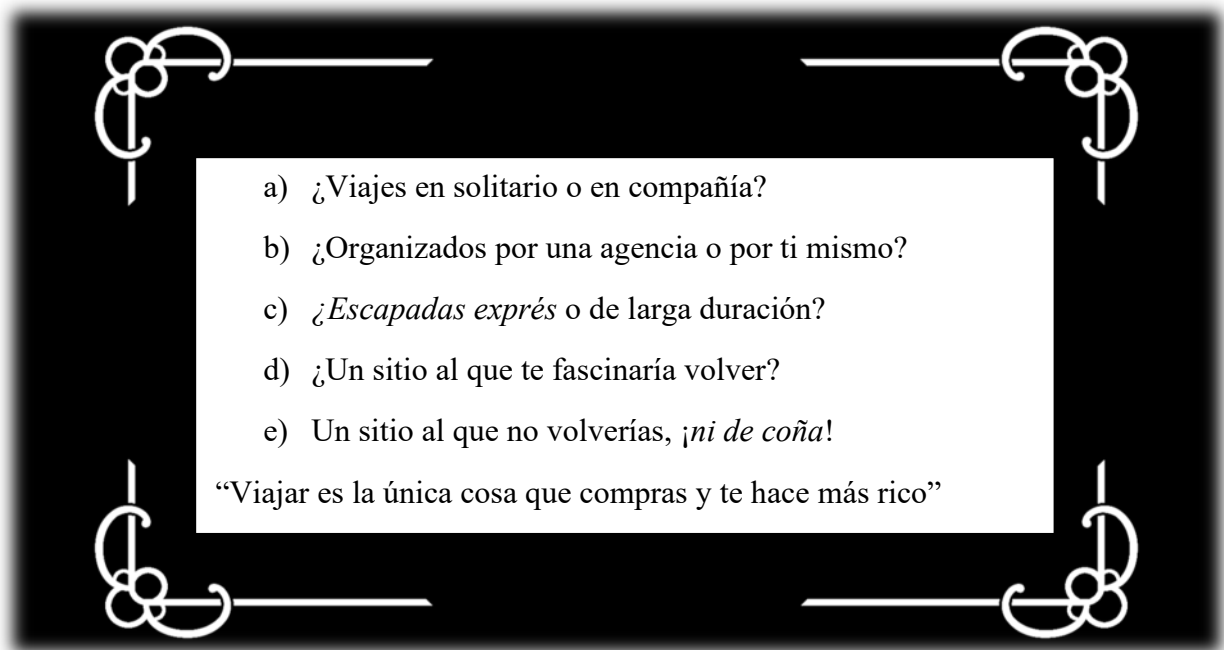 a) ¿Viajes en solitario o en compañía?
b) ¿Organizados por una agencia o por ti mismo?
c) ¿Escapadas exprés o de larga duración?
d) ¿Un sitio al que te fascinaría volver?
e) Un sitio al que no volverías, ¡ni de coña!
“Viajar es la única cosa que compras y te hace más rico”